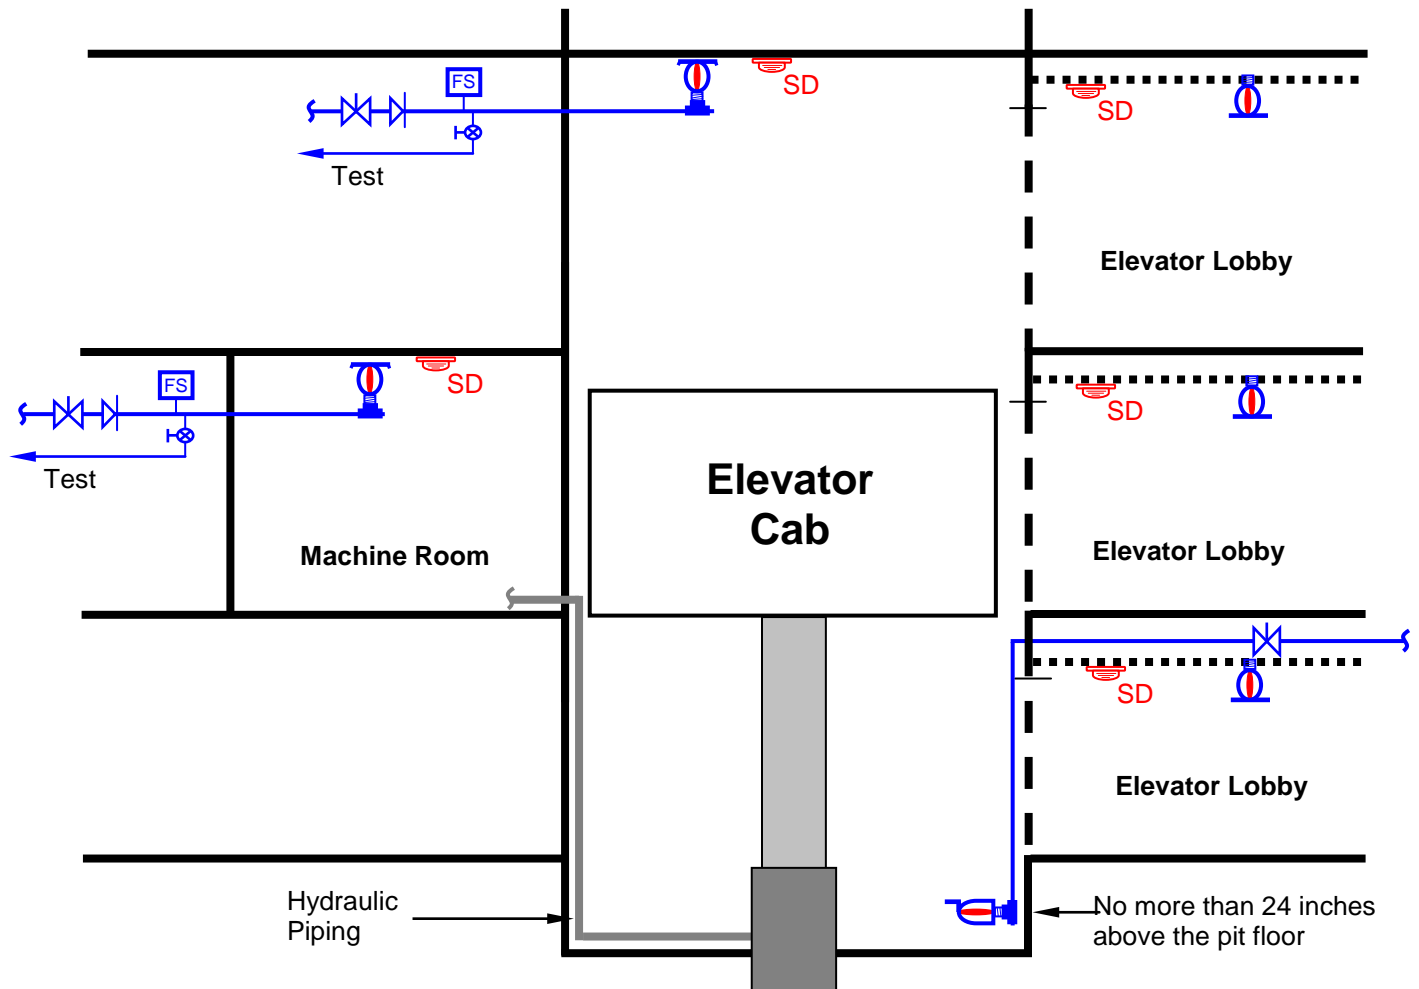 FS
SD
SD
Test
Elevator Lobby
FS
SD
SD
Test
Elevator
Cab
Machine Room
Elevator Lobby
SD
Elevator Lobby
Hydraulic
Piping
No more than 24 inches
above the pit floor